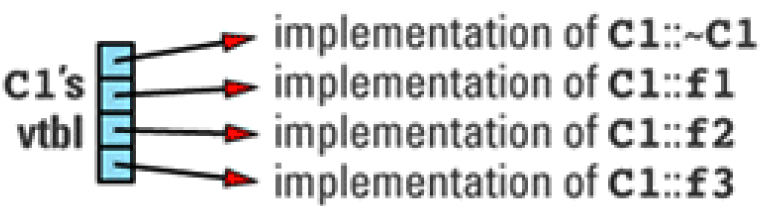 implementation of C1::~C1
C1's
vtbl
implementation of C1::f1
implementation of C1::f2
implementation of C1::f3